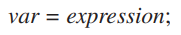 var = expression;